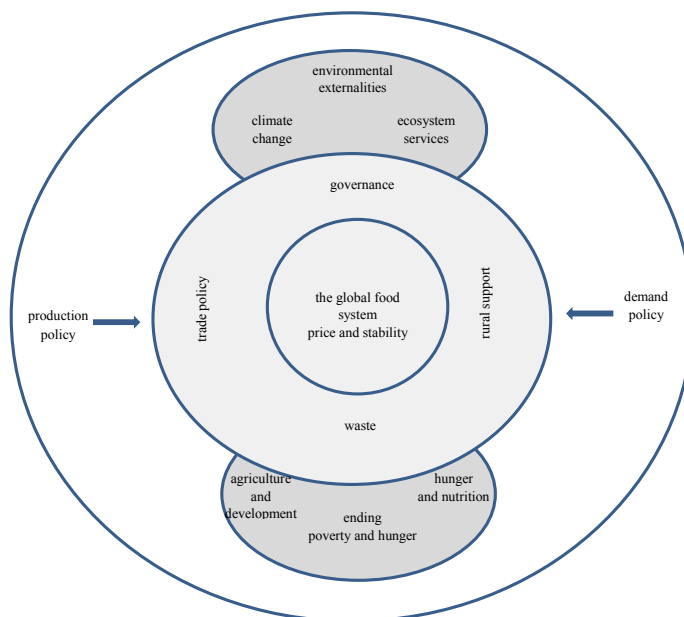 environmental
externalities
climate
change
ecosystem
services
governance
trade policy
rural support
the global food
system
price and stability
production
policy
demand
policy
waste
agriculture
and
development
hunger
and nutrition
ending
poverty and hunger